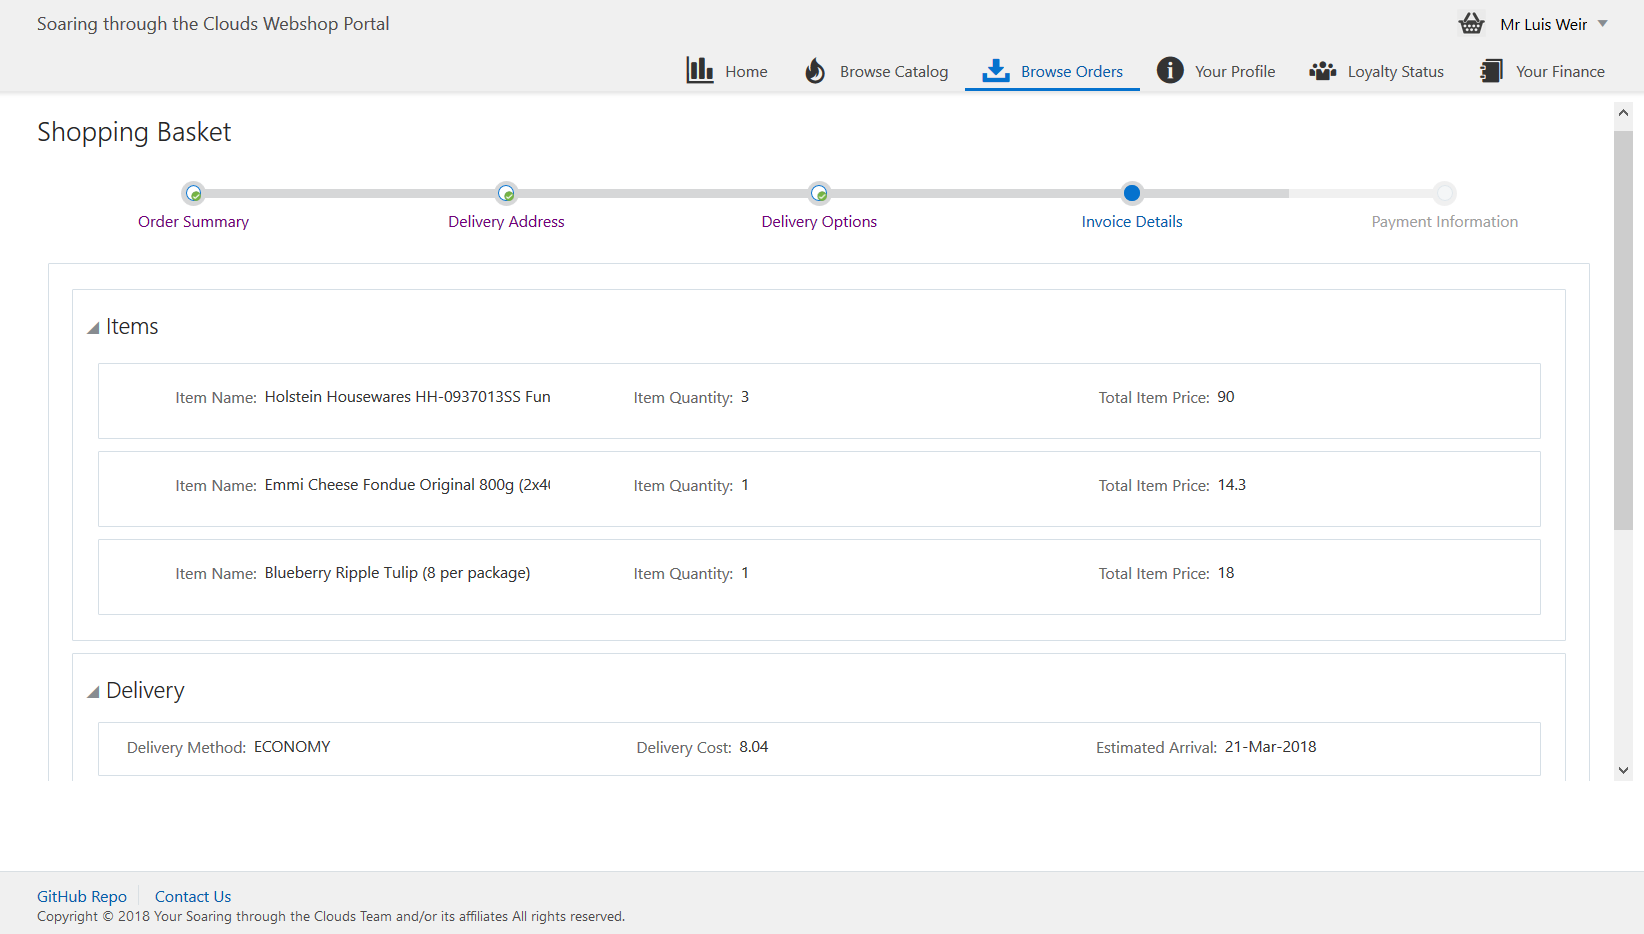 Soaring through the Clouds Webshop Portal
Mr Luis Weir
Home Browse Catalog Browse Orders Your Profile Loyalty Status Your Finance
Shopping Basket
Order Summary Delivery Address Delivery Options Invoice Details Payment Information
Items
Item Name: Holstein Housewares HH-0937013SS Fun Item Quantity: 3 Total Item Price: 90
Item Name: Emmi Cheese Fondue Original 800g (2x4 Item Quantity: 1 Total Item Price: 14.3
Item Name: Blueberry Ripple Tulip (8 per package) Item Quantity: 1 Total Item Price: 18
Delivery
Delivery Method: ECONOMY Delivery Cost: 8.04 Estimated Arrival: 21-Mar-2018
GitHub Repo Contact Us
Copyright © 2018 Your Soaring through the Clouds Team and/or its affiliates All rights reserved.